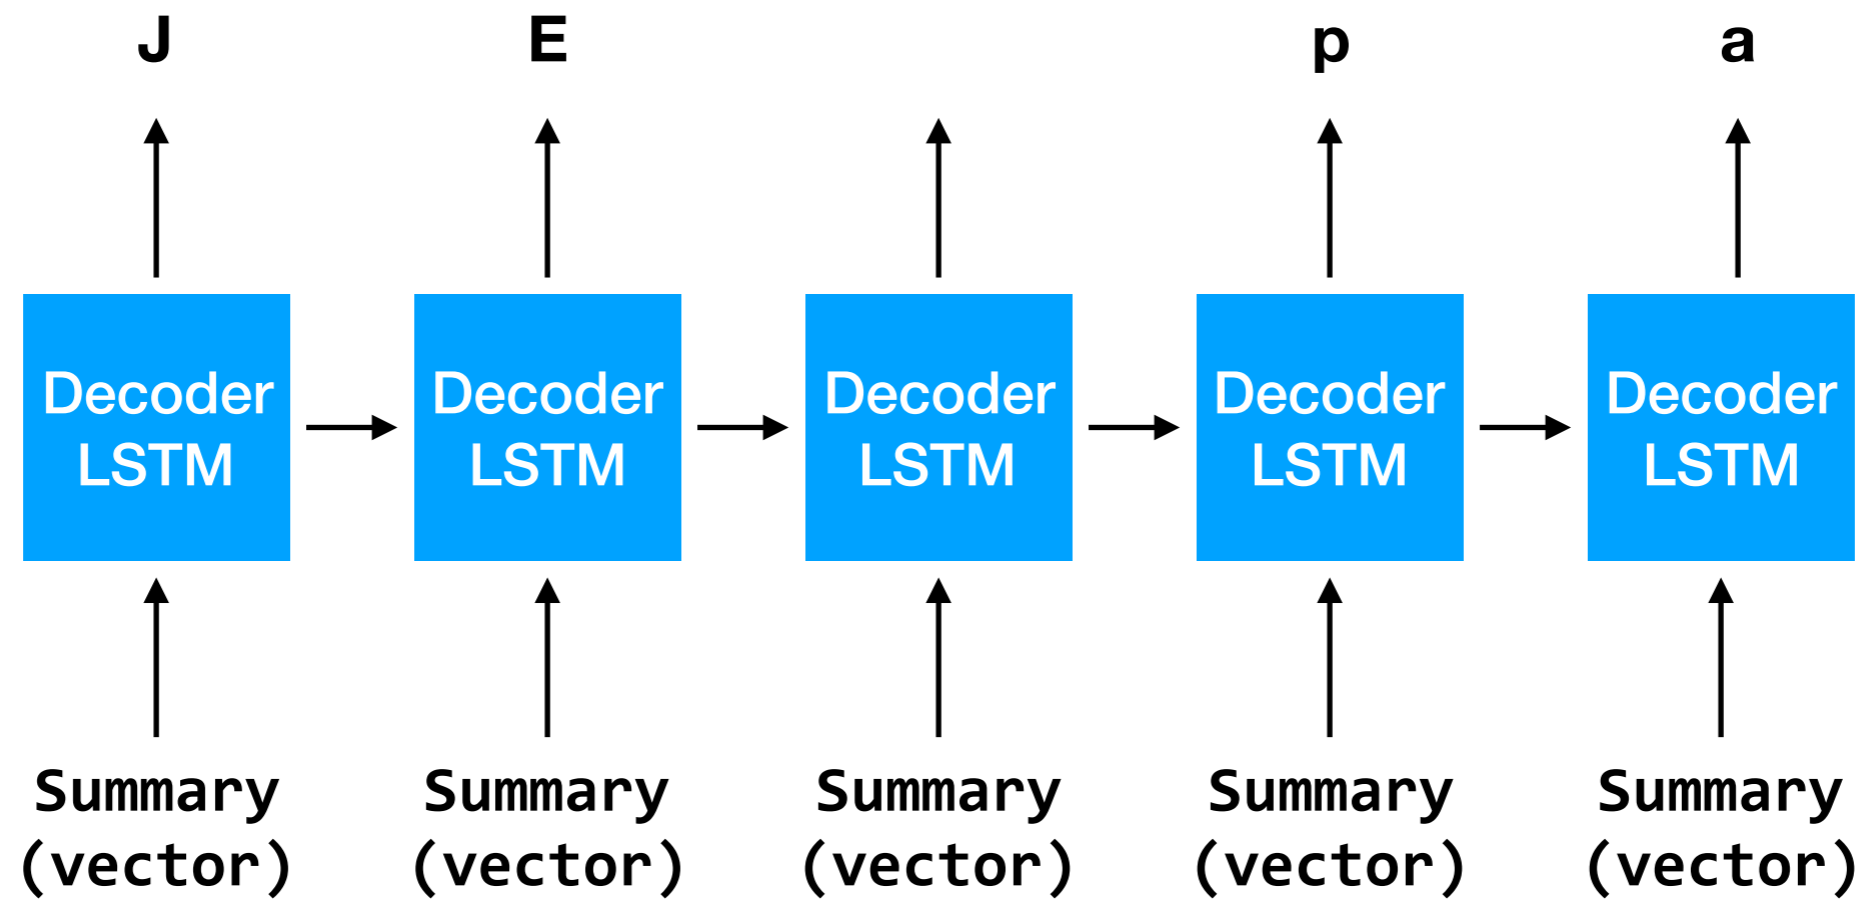 J E p a
Decoder Decoder Decoder Decoder Decoder
LSTM LSTM LSTM LSTM LSTM
Summary Summary Summary Summary Summary
(vector) (vector) (vector) (vector) (vector)